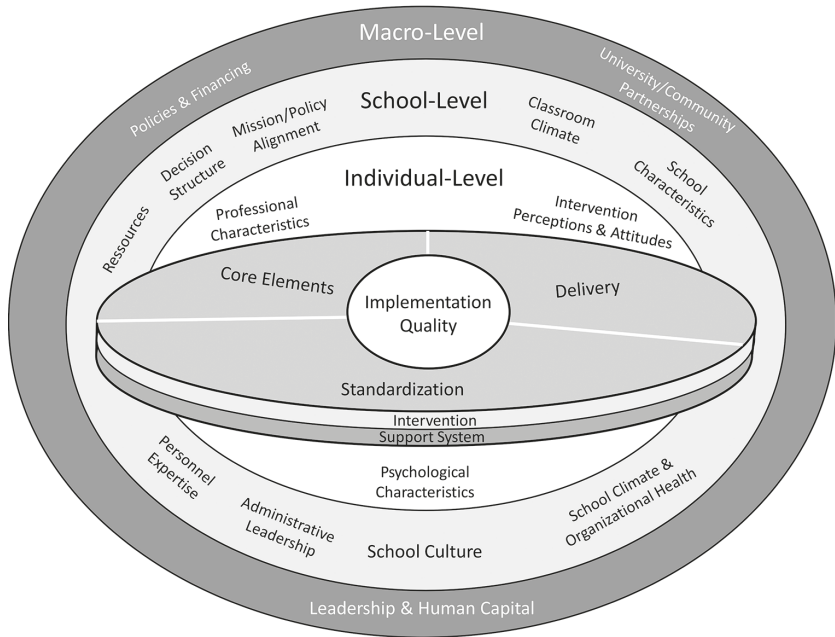 Macro-Level
Policies & Financing
University/Community
Partnerships
School-Level
Mission/Policy
Alignment
Classroom
Climate
Decision
Structure
School
Characteristics
Ressources
Individual-Level
Professional
Characteristics
Intervention
Perceptions & Attitudes
Core Elements
Delivery
Implementation
Quality
Standardization
Intervention
Support System
Psychological
Characteristics
Personnel
Expertise
Administrative
Leadership
School Culture
School Climate &
Organizational Health
Leadership & Human Capital